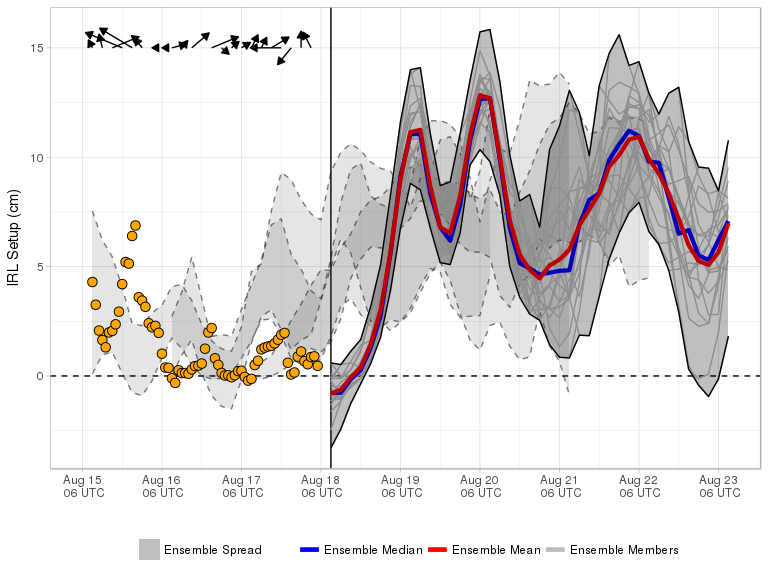 15
10
5
0
IRL Setup (cm)
Aug 15 Aug 16 Aug 17 Aug 18 Aug 19 Aug 20 Aug 21 Aug 22 Aug 23
06 UTC 06 UTC 06 UTC 06 UTC 06 UTC 06 UTC 06 UTC 06 UTC 06 UTC
Ensemble Spread Ensemble Median Ensemble Mean Ensemble Members